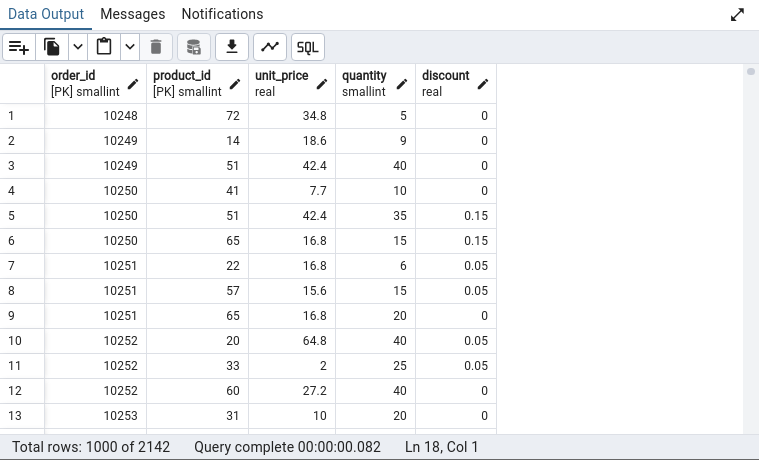 Data Output Messages Notifications
SQL
order_id product_id unit_price quantity discount
[PK] smallint [PK] smallint real smallint real
1 10248 72 34.8 5 0
2 10249 14 18.6 9 0
3 10249 51 42.4 40 0
4 10250 41 7.7 10 0
5 10250 51 42.4 35 0.15
6 10250 65 16.8 15 0.15
7 10251 22 16.8 6 0.05
8 10251 57 15.6 15 0.05
9 10251 65 16.8 20 0
10 10252 20 64.8 40 0.05
11 10252 33 2 25 0.05
12 10252 60 27.2 40 0
13 10253 31 10 20 0
Total rows: 1000 of 2142 Query complete 00:00:00.082 Ln 18, Col 1